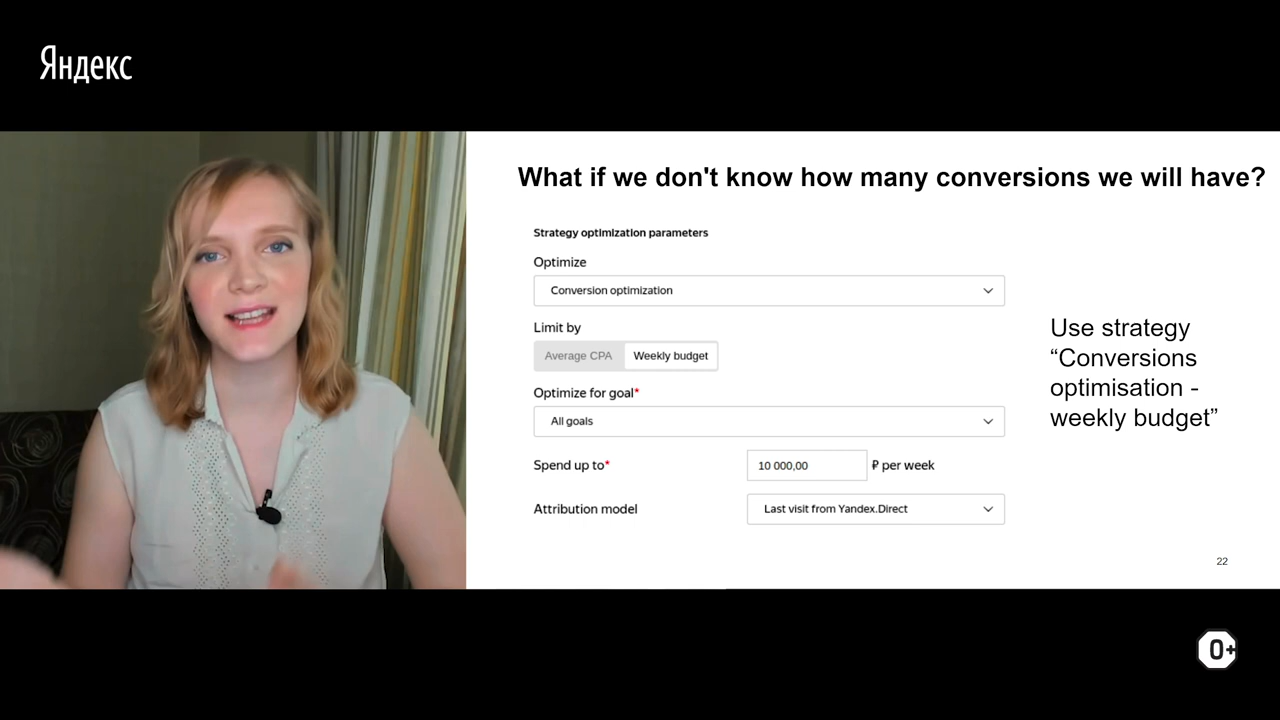 Яндекс
What if we don't know how many conversions we will have?
Strategy optimization parameters
Optimize
Conversion optimization
Limit by
Average CPA Weekly budget
Optimize for goal*
All goals
Spend up to* 10 000,00 ₽ per week
Attribution model Last visit from Yandex.Direct
Use strategy
“Conversions
optimisation -
weekly budget”
22
0+